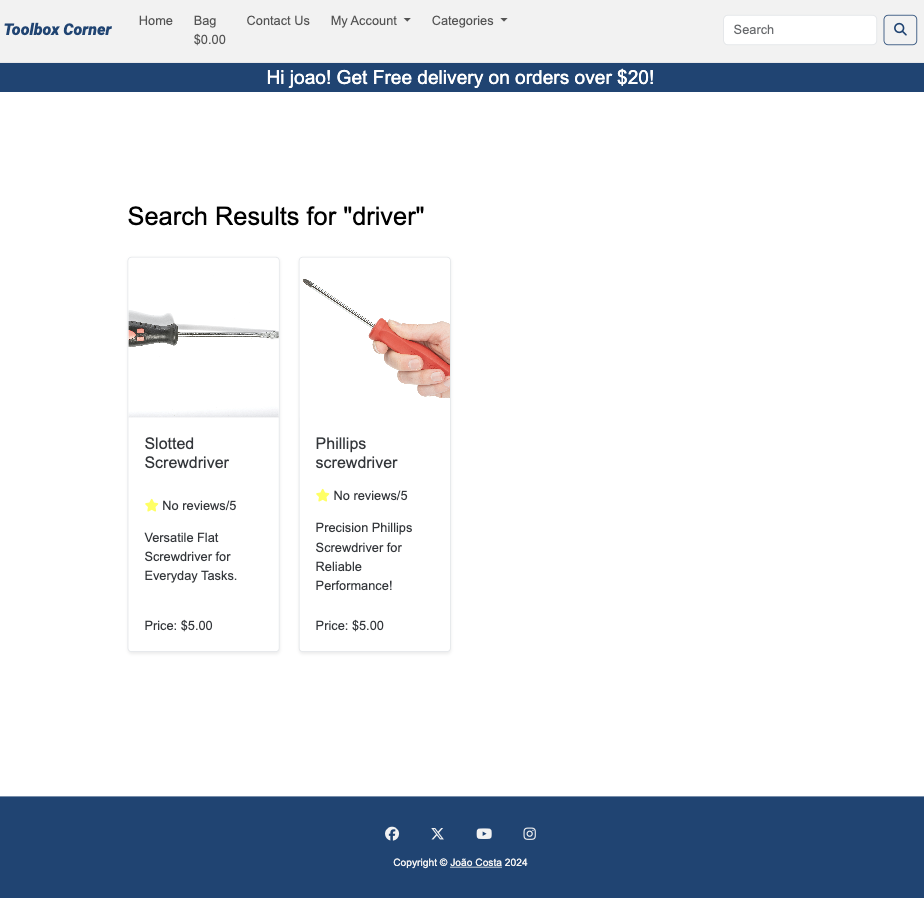 Toolbox Corner
Home
Bag
$0.00
Contact Us
My Account
Categories
Search
Hi joao! Get Free delivery on orders over $20!
Search Results for "driver"
Slotted
Screwdriver
No reviews/5
Versatile Flat
Screwdriver for
Everyday Tasks.
Price: $5.00
Phillips
screwdriver
No reviews/5
Precision Phillips
Screwdriver for
Reliable
Performance!
Price: $5.00
Copyright © João Costa 2024